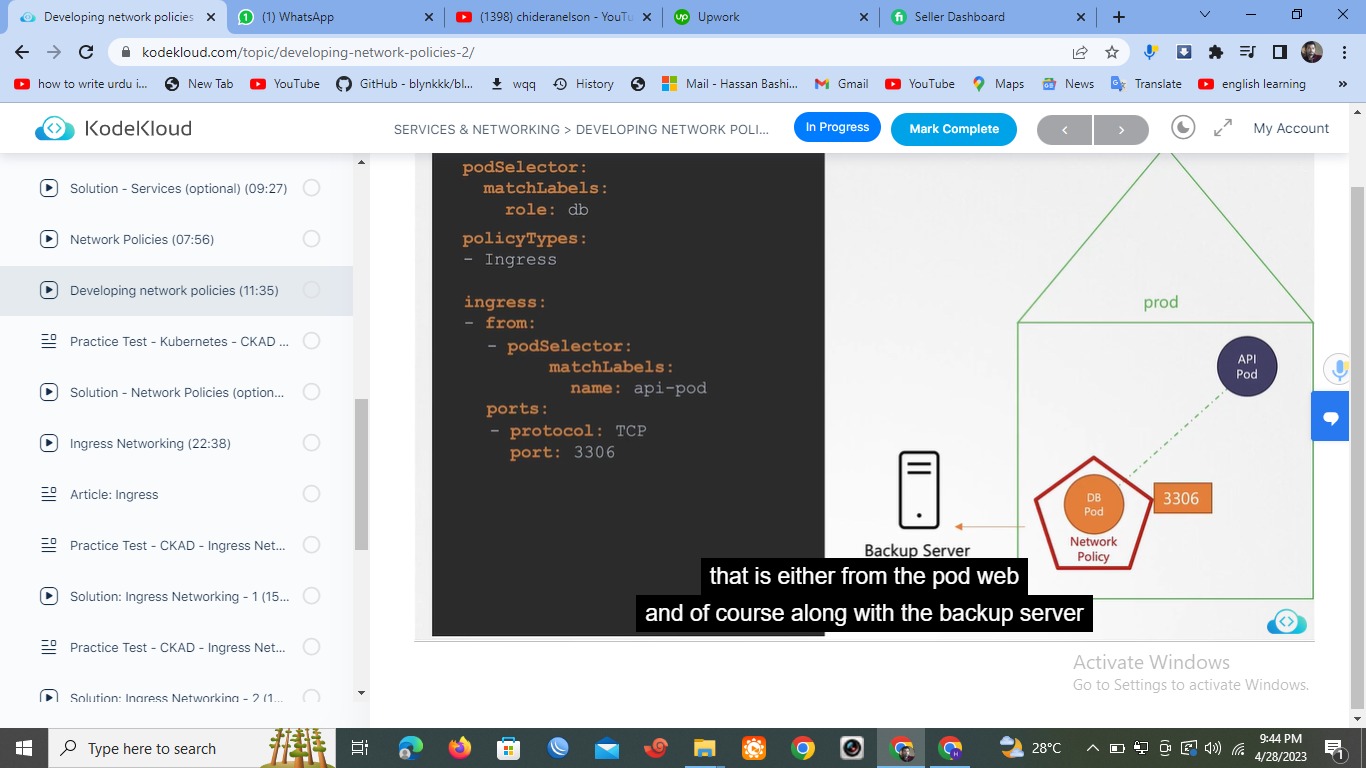 Developing network policies
(1) WhatsApp
(1398) chideranelson - YouTu
Upwork
Seller Dashboard
kodekloud.com/topic/developing-network-policies-2/
how to write urdu i...
New Tab
YouTube
GitHub - blynkkk/bl...
wqq
History
Mail - Hassan Bashi...
Gmail
YouTube
Maps
News
Translate
english learning
»
KodeKloud
SERVICES & NETWORKING > DEVELOPING NETWORK POLI...
In Progress
Mark Complete
My Account
Solution - Services (optional) (09:27)
Network Policies (07:56)
Developing network policies (11:35)
Practice Test - Kubernetes - CKAD ...
Solution - Network Policies (option...
Ingress Networking (22:38)
Article: Ingress
Practice Test - CKAD - Ingress Net...
Solution: Ingress Networking - 1 (15...
Practice Test - CKAD - Ingress Net...
Solution: Ingress Networking - 2 (1...
podSelector:
matchLabels:
role: db
policyTypes:
- Ingress
ingress:
- from:
- podSelector:
matchLabels:
name: api-pod
ports:
- protocol: TCP
port: 3306
prod
API
Pod
DB
Pod
3306
Network
Policy
Backup Server
that is either from the pod web
and of course along with the backup server
Activate Windows
Go to Settings to activate Windows.
Type here to search
28°C
9:44 PM
4/28/2023
1